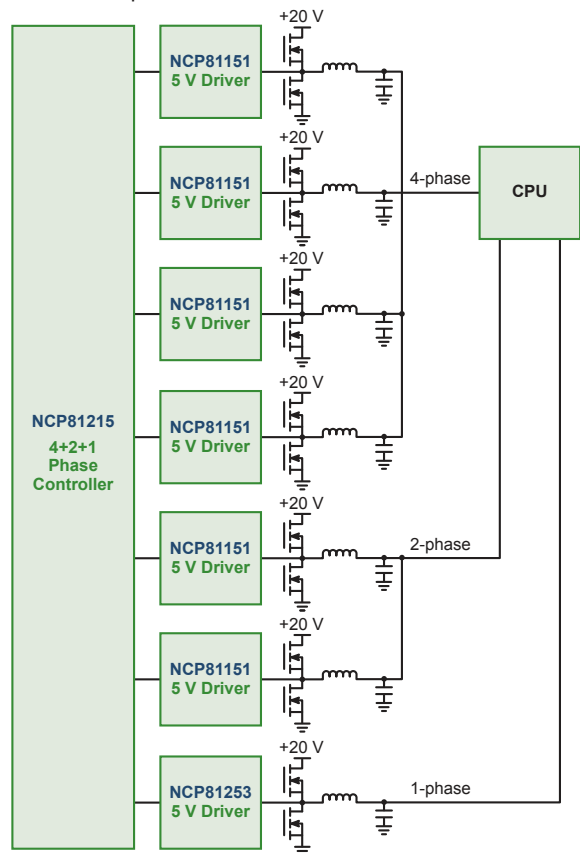 +20 V
NCP81151
5 V Driver
+20 V
NCP81151
5 V Driver
4-phase
CPU
+20 V
NCP81151
5 V Driver
+20 V
NCP81151
5 V Driver
NCP81215
4+2+1
Phase
Controller
+20 V
NCP81151
5 V Driver
2-phase
+20 V
NCP81151
5 V Driver
+20 V
NCP81253
5 V Driver
1-phase